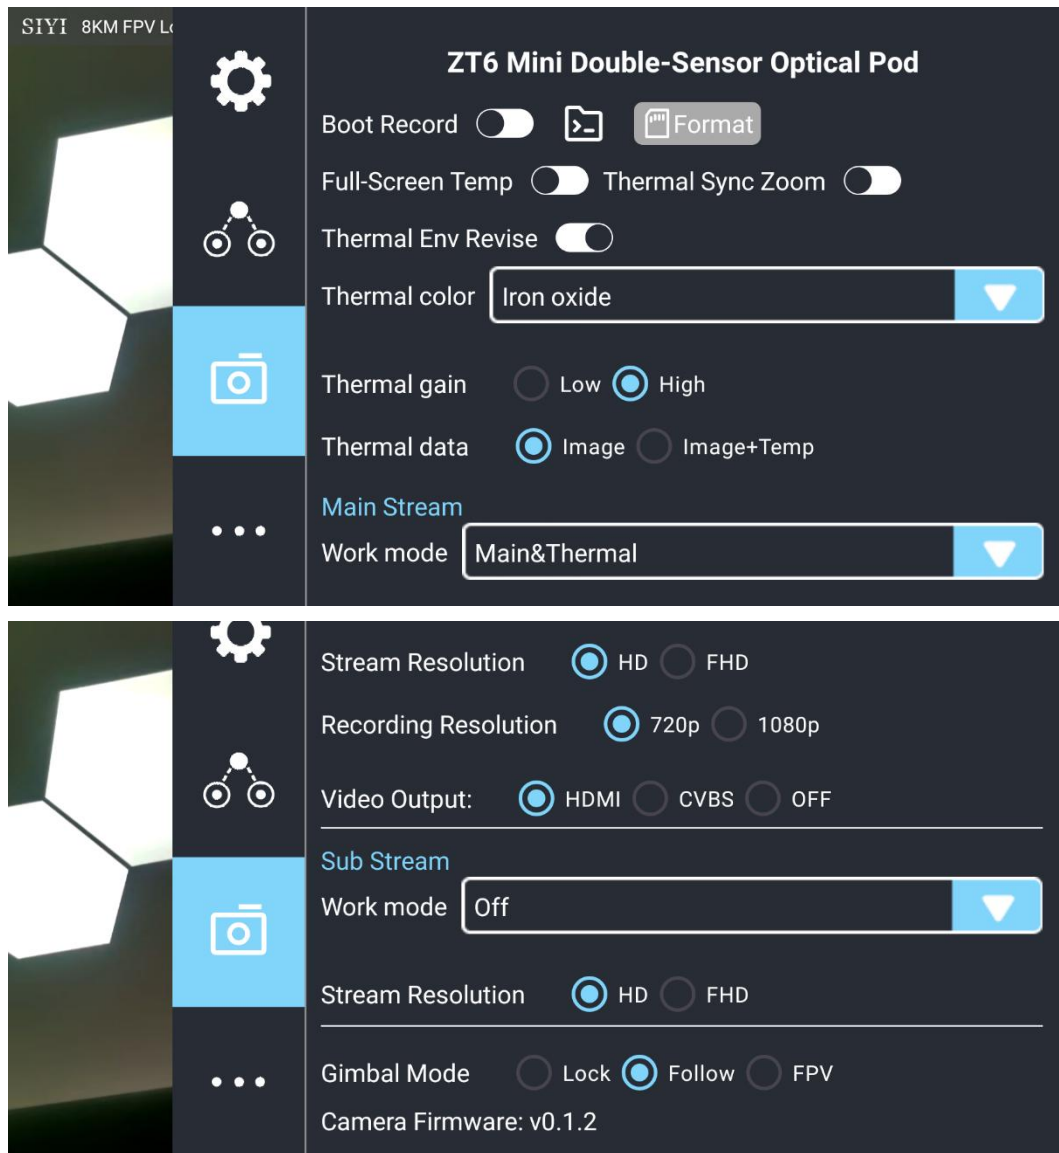 SIYI 8KM FPV Lo
ZT6 Mini Double-Sensor Optical Pod
Boot Record Format
Full-Screen Temp Thermal Sync Zoom
Thermal Env Revise
Thermal color Iron oxide
Thermal gain Low High
Thermal data Image Image+Temp
Main Stream
Work mode Main&Thermal
Stream Resolution HD FHD
Recording Resolution 720p 1080p
Video Output: HDMI CVBS OFF
Sub Stream
Work mode Off
Stream Resolution HD FHD
Gimbal Mode Lock Follow FPV
Camera Firmware: v0.1.2